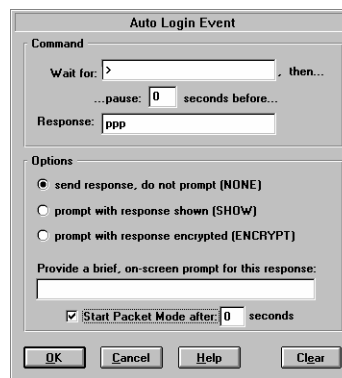 Auto Login Event
Command
Wait for: > , then...
...pause: 0 seconds before...
Response: ppp
Options
send response, do not prompt (NONE)
prompt with response shown (SHOW)
prompt with response encrypted (ENCRYPT)
Provide a brief, on-screen prompt for this response:
Start Packet Mode after: 0 seconds
OK Cancel Help Clear